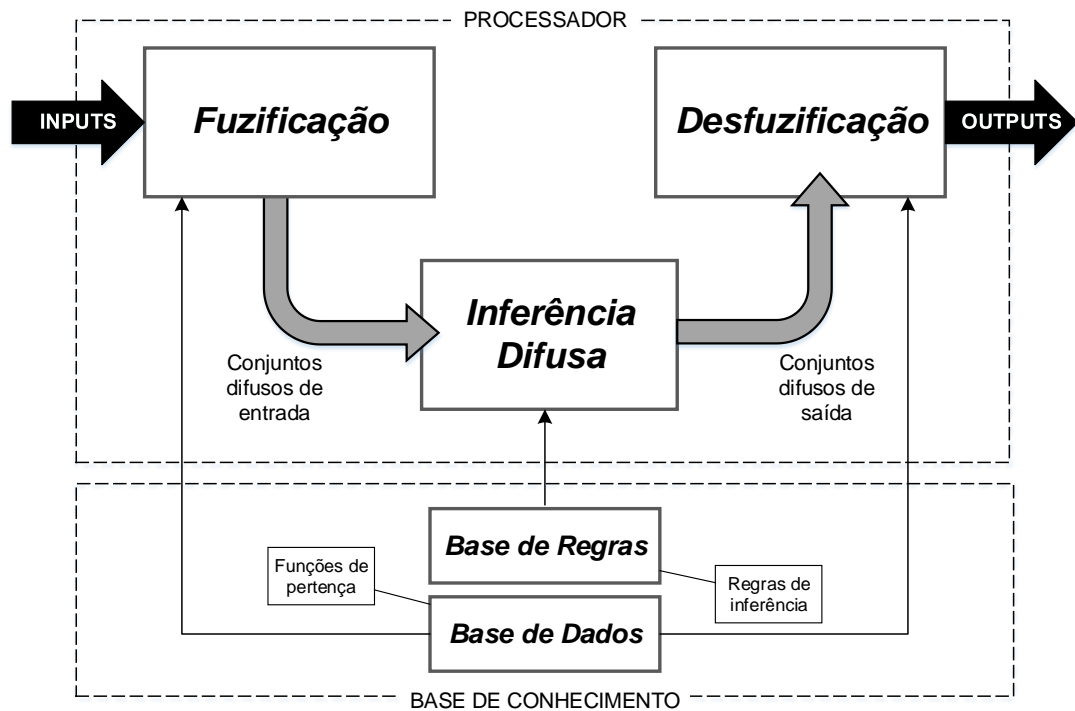 PROCESSADOR
INPUTS
Fuzificação
Desfuzificação
OUTPUTS
Inferência
Difusa
Conjuntos
difusos de
entrada
Conjuntos
difusos de
saída
Base de Regras
Funções de
pertença
Regras de
inferência
Base de Dados
BASE DE CONHECIMENTO